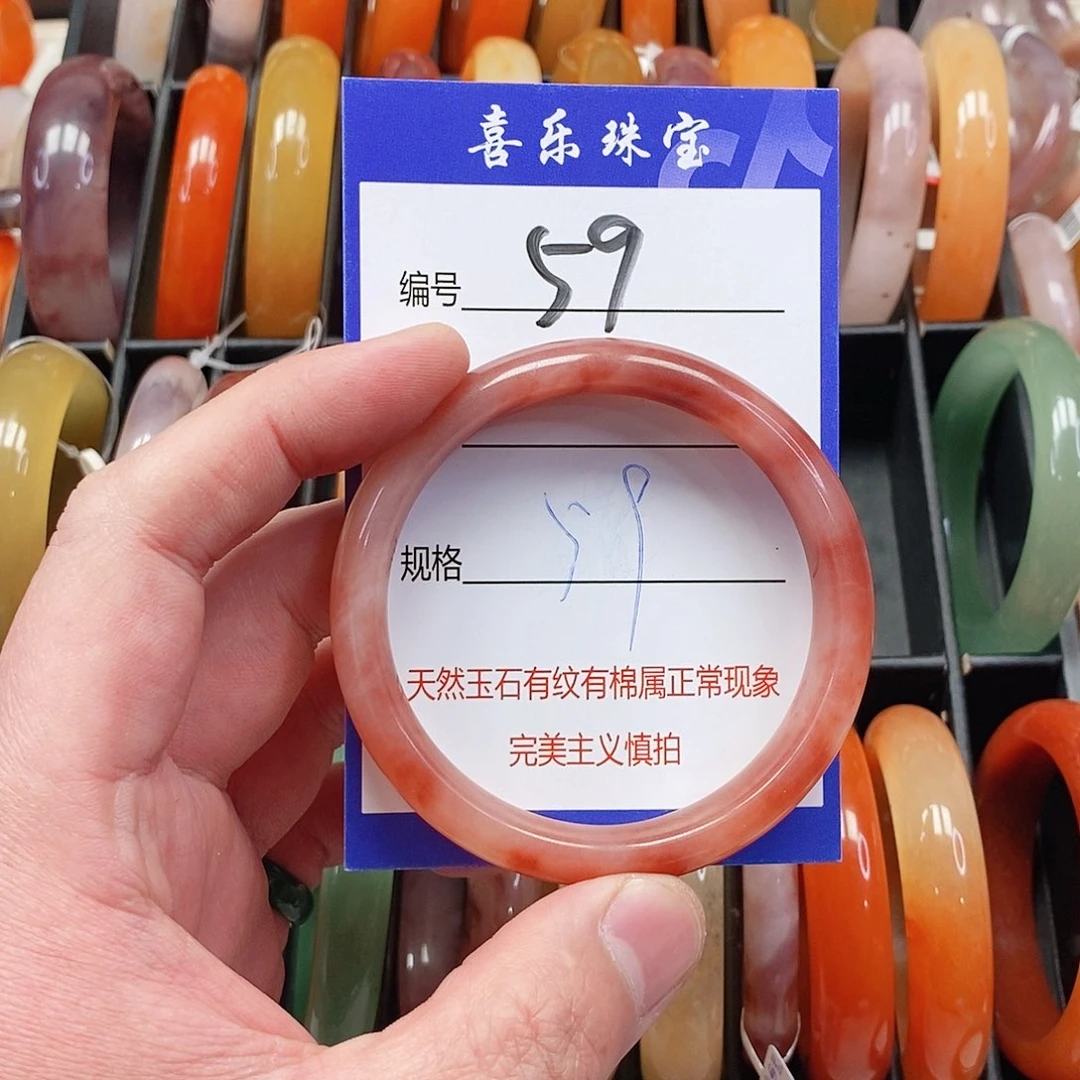 喜乐珠宝
编号 59
规格 59
天然玉石有纹有棉属正常现象
完美主义慎拍